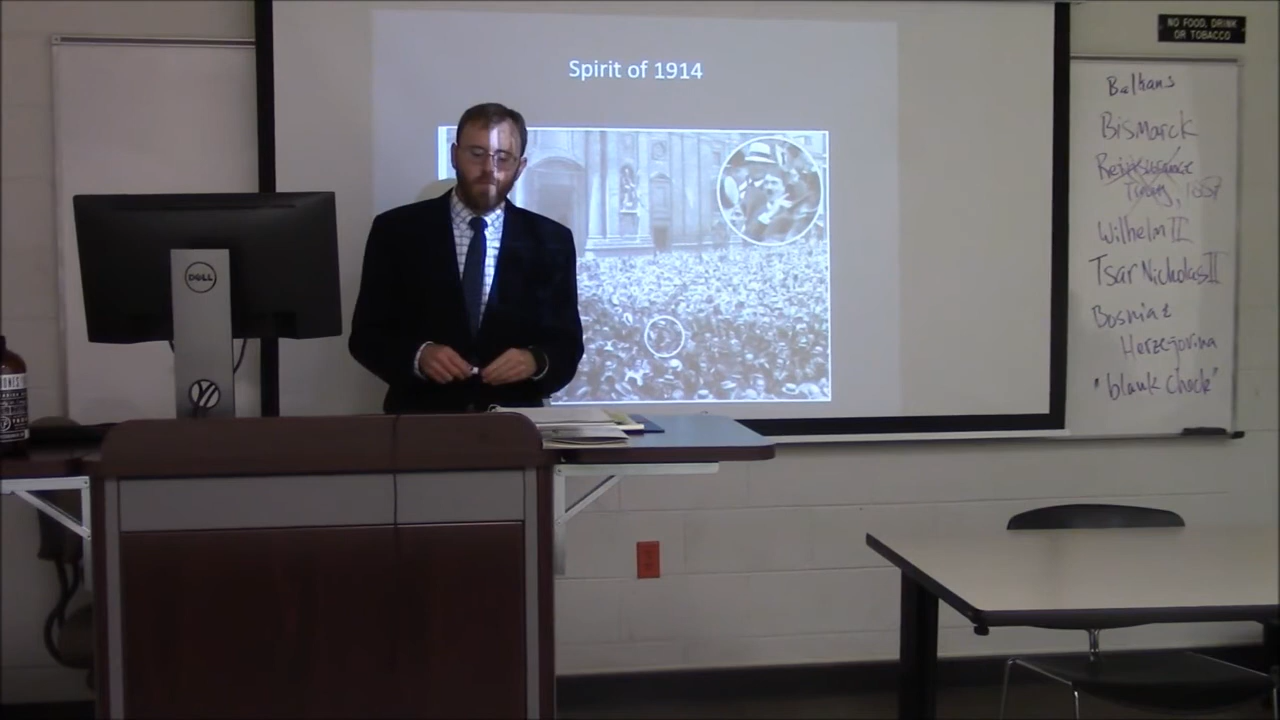 NO FOOD, DRINK
OR TOBACCO
Spirit of 1914
Balkans
Bismarck
Reinsurance
Treaty,
Wilhelm II
Tsar Nicholas II
Bosnia &
Herzegovina
"blank check"
DELL